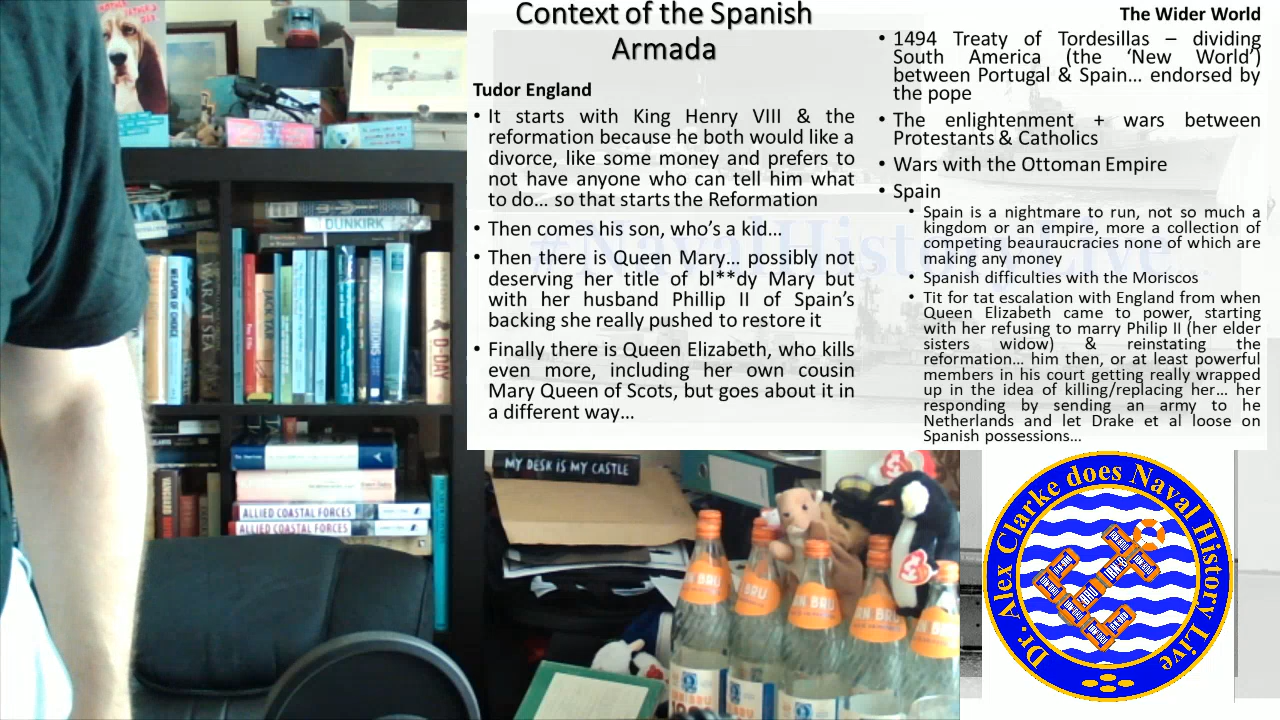 Context of the Spanish
Armada
Tudor England
• It starts with King Henry VIII & the
reformation because he both would like a
divorce, like some money and prefers to
not have anyone who can tell him what
to do... so that starts the Reformation
• Then comes his son, who's a kid...
• Then there is Queen Mary... possibly not
deserving her title of bl**dy Mary but
with her husband Phillip II of Spain's
backing she really pushed to restore it
• Finally there is Queen Elizabeth, who kills
even more, including her own cousin
Mary Queen of Scots, but goes about it in
a different way...
The Wider World
• 1494 Treaty of Tordesillas – dividing
South America (the 'New World')
between Portugal & Spain... endorsed by
the pope
• The enlightenment + wars between
Protestants & Catholics
• Wars with the Ottoman Empire
• Spain
• Spain is a nightmare to run, not so much a
kingdom or an empire, more a collection of
competing beauraucracies none of which are
making any money
• Spanish difficulties with the Moriscos
• Tit for tat escalation with England from when
Queen Elizabeth came to power, starting
with her refusing to marry Philip II (her elder
sisters widow) & reinstating the
reformation... him then, or at least powerful
members in his court getting really wrapped
up in the idea of killing/replacing her... her
responding by sending an army to he
Netherlands and let Drake et al loose on
Spanish possessions...
DUNKIRK
WEAPON OF CHOICE
WAR AT SEA
JACK TAR
D-DAY
ALLIED COASTAL FORCES
ALLIED COASTAL FORCES
MY DESK IS MY CASTLE
IRN BRU
BRU
AN BRU
AN BRU
Dr. Alex Clarke does Naval History Live